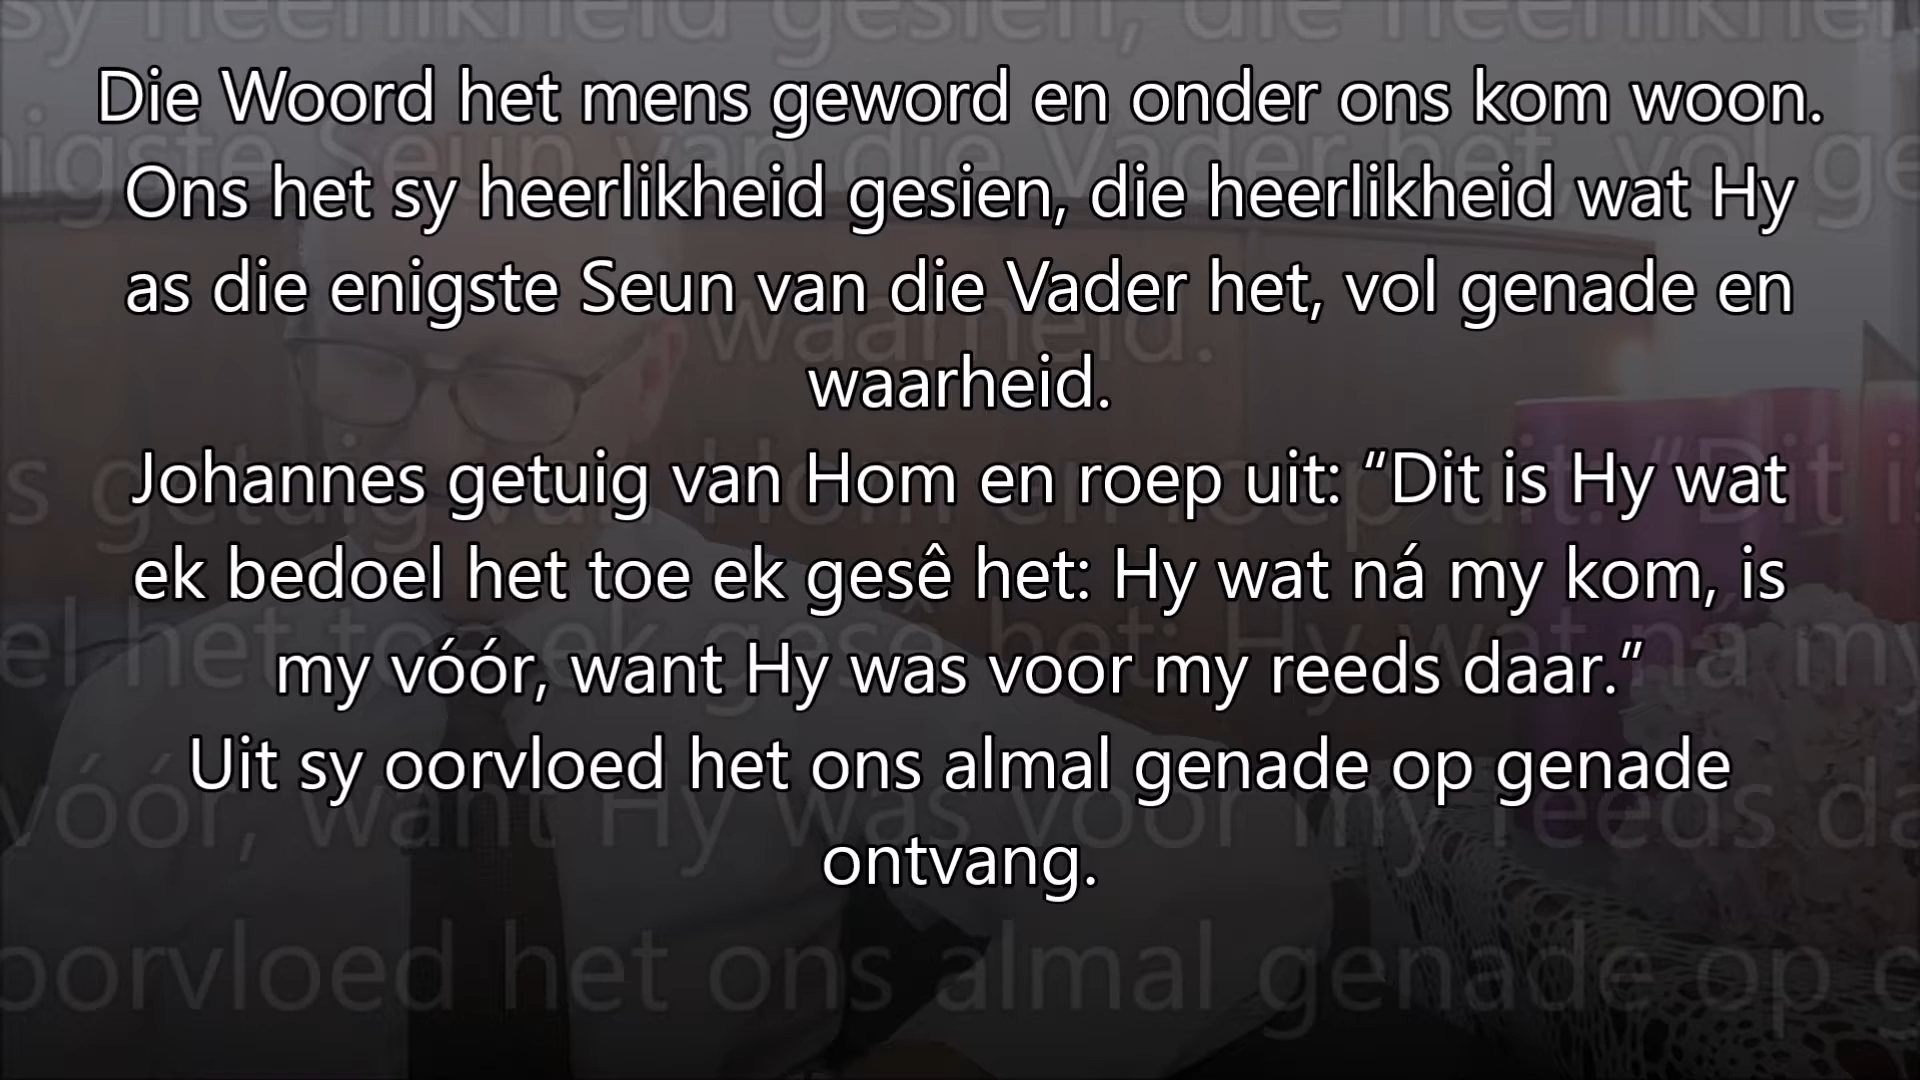 Die Woord het mens geword en onder ons kom woon.
Ons het sy heerlikheid gesien, die heerlikheid wat Hy
as die enigste Seun van die Vader het, vol genade en
waarheid.
Johannes getuig van Hom en roep uit: “Dit is Hy wat
ek bedoel het toe ek gesê het: Hy wat ná my kom, is
my vóór, want Hy was voor my reeds daar.”
Uit sy oorvloed het ons almal genade op genade
ontvang.